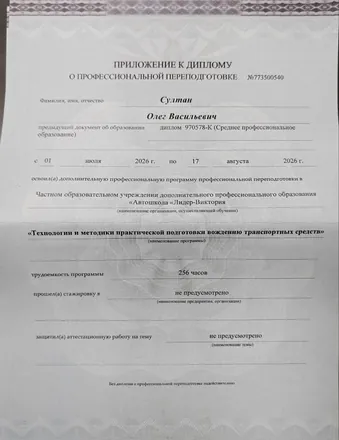 ПРИЛОЖЕНИЕ К ДИПЛОМУ
О ПРОФЕССИОНАЛЬНОЙ ПЕРЕПОДГОТОВКЕ №773500540
Фамилия, имя, отчество Султан
Олег Васильевич
предыдущий документ об образовании диплом 970578-К (Среднее профессиональное
образование) образование)
с 01 июля 2026 г. по 17 августа 2026 г.
освоил(а) дополнительную профессиональную программу профессиональной переподготовки в
Частном образовательном учреждении дополнительного профессионального образования
«Автошкола «Лидер-Виктория
(наименование организации, осуществляющей обучение)
«Технологии и методики практической подготовки вождению транспортных средств»
(наименование программы)
трудоемкость программы 256 часов
прошел(а) стажировку в не предусмотрено
(наименование предприятия, организации)
защитил(а) аттестационную работу на тему не предусмотрено
(наименование темы)
Без диплома о профессиональной переподготовке недействительно